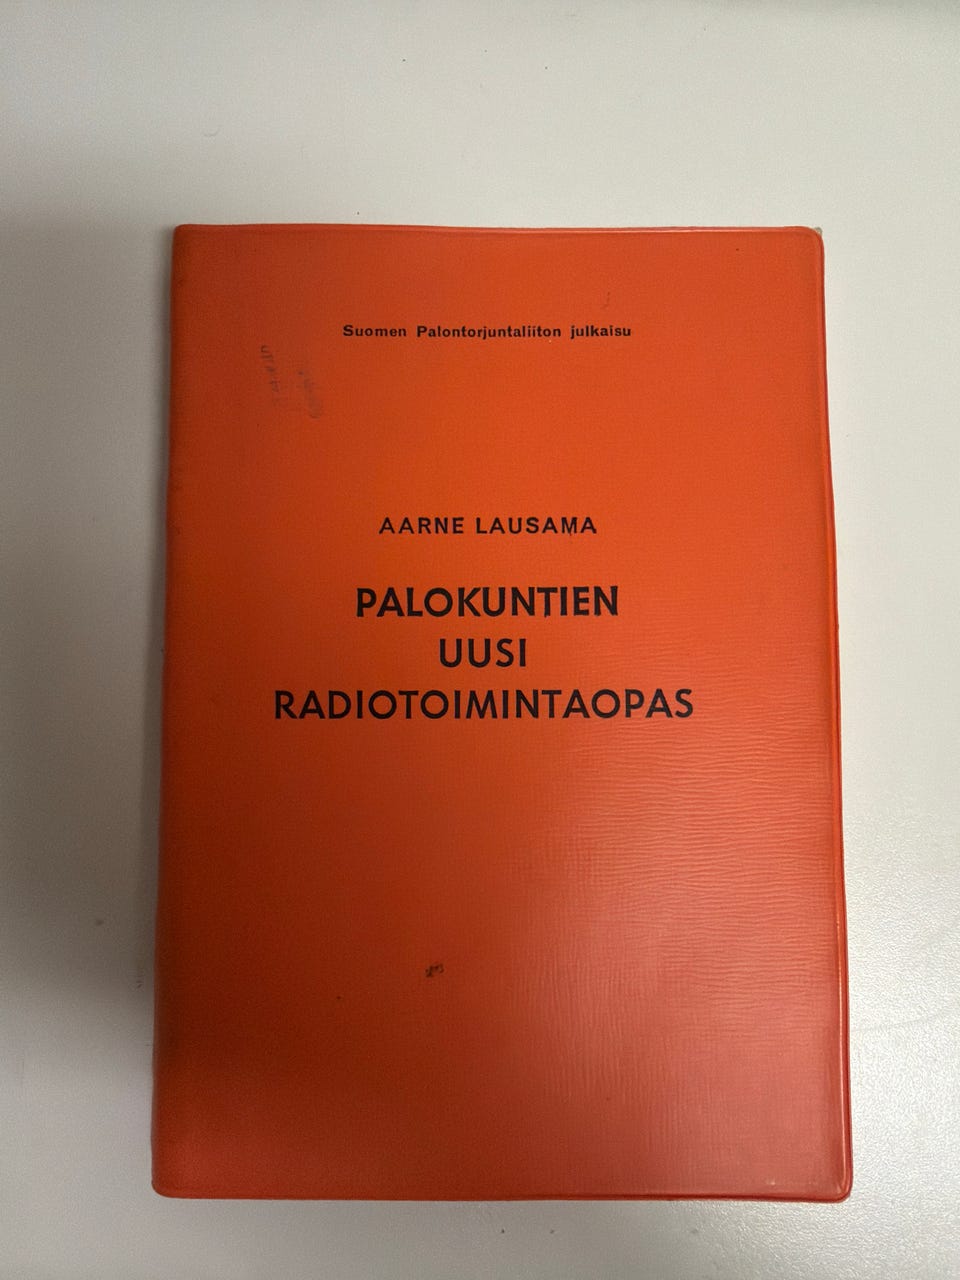 Suomen Palontorjuntaliiton julkaisu
AARNE LAUSAMA
PALOKUNTIEN
UUSI
RADIOTOIMINTAOPAS